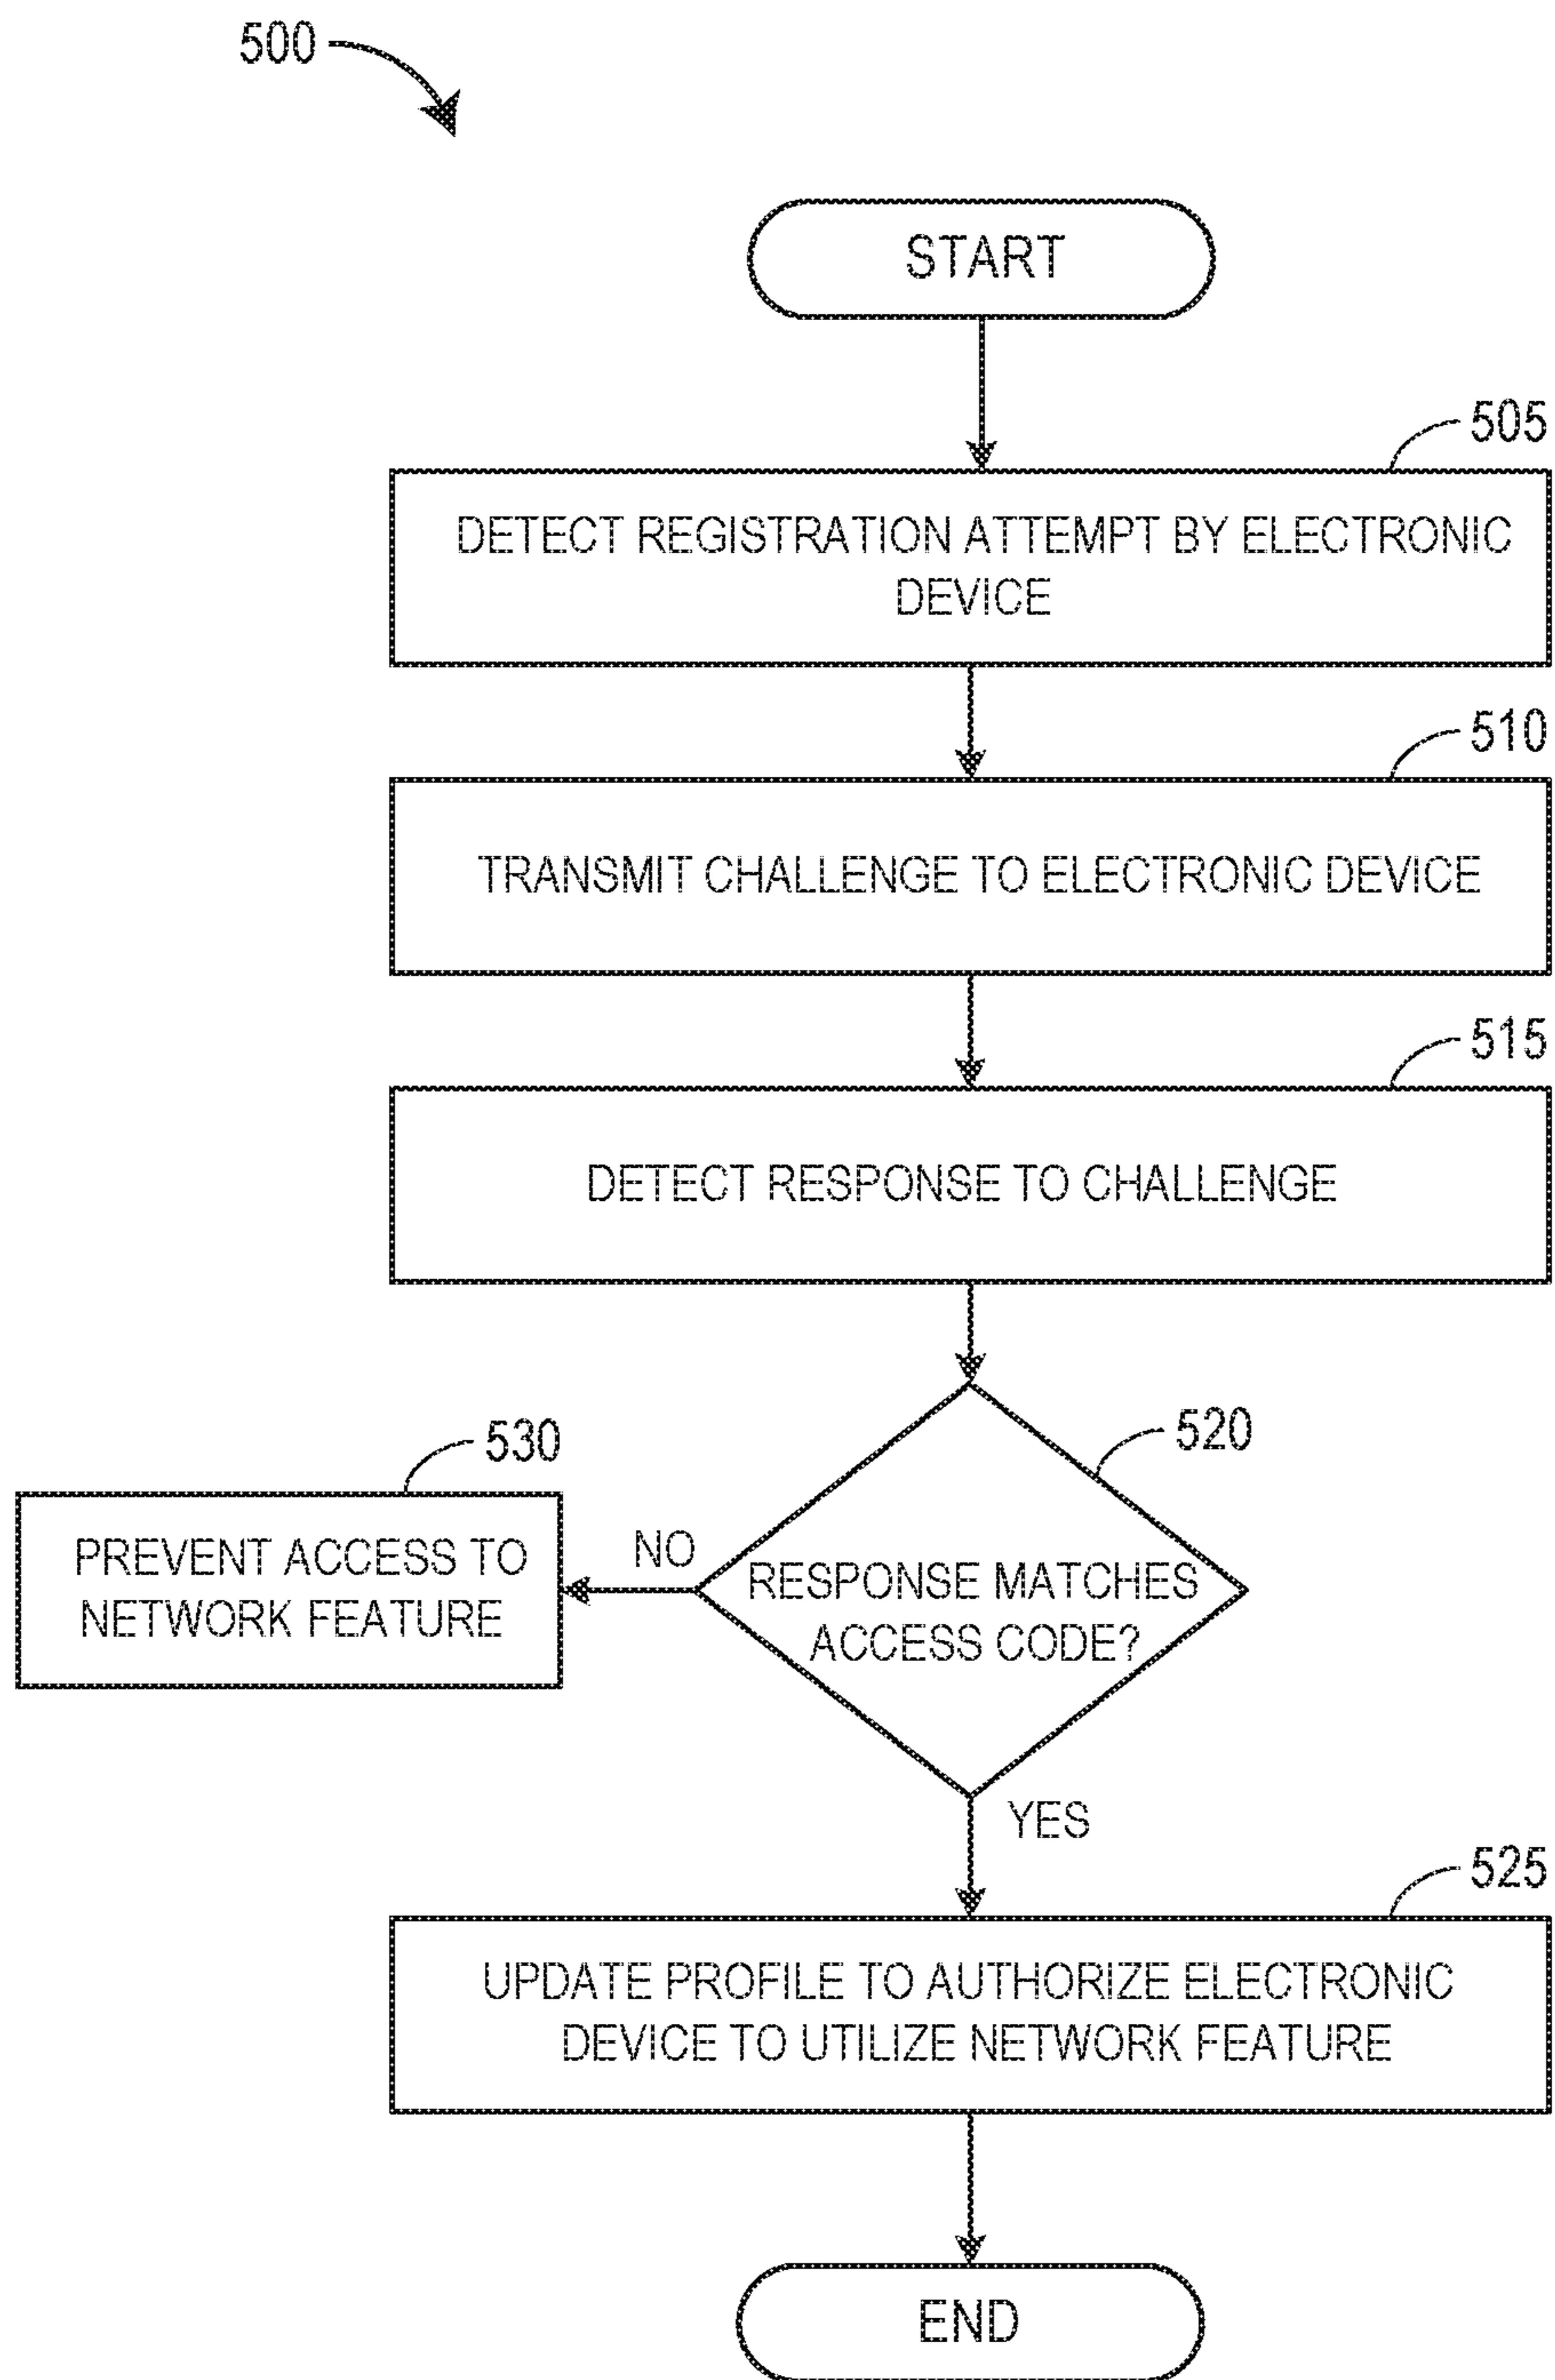 500
START
505
DETECT REGISTRATION ATTEMPT BY ELECTRONIC
DEVICE
510
TRANSMIT CHALLENGE TO ELECTRONIC DEVICE
515
DETECT RESPONSE TO CHALLENGE
520
530
PREVENT ACCESS TO
NETWORK FEATURE
NO
RESPONSE MATCHES
ACCESS CODE?
YES
525
UPDATE PROFILE TO AUTHORIZE ELECTRONIC
DEVICE TO UTILIZE NETWORK FEATURE
END